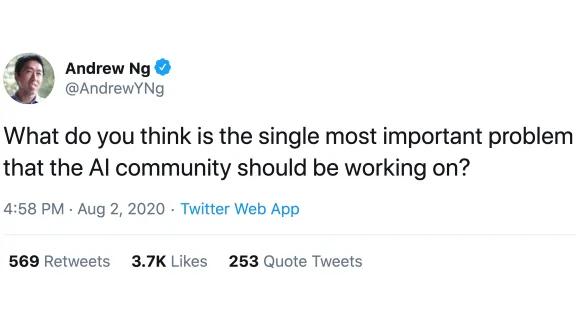 Andrew Ng
@AndrewYNg
What do you think is the single most important problem
that the AI community should be working on?
4:58 PM · Aug 2, 2020 · Twitter Web App
569 Retweets 3.7K Likes 253 Quote Tweets